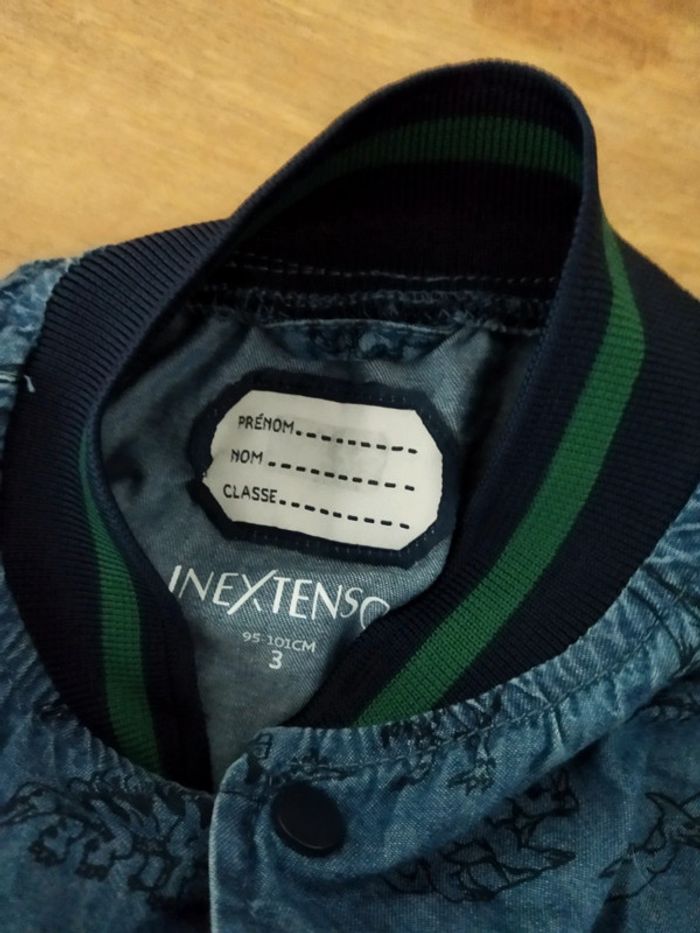 PRÉNOM
NOM
CLASSE
INEXTENSO
95 101CM
3